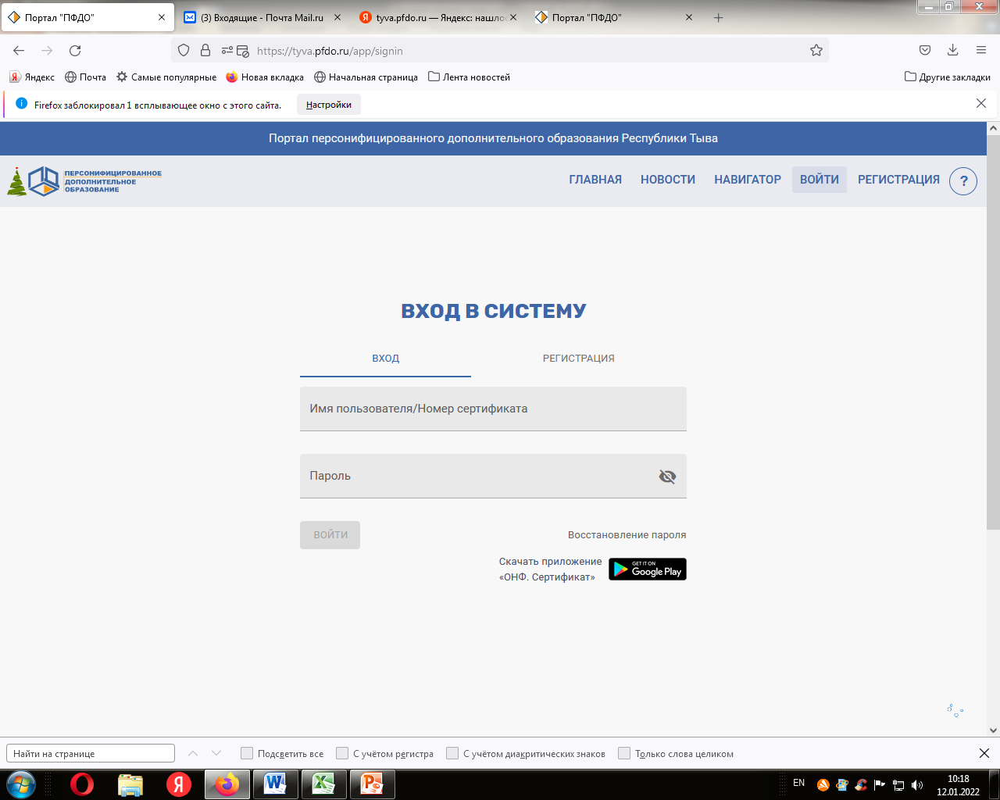 Портал "ПФДО"
(3) Входящие - Почта Mail.ru
tyva.pfdo.ru — Яндекс: нашлос
Портал "ПФДО"
https://tyva.pfdo.ru/app/signin
Яндекс
Почта
Самые популярные
Новая вкладка
Начальная страница
Лента новостей
Другие закладки
Firefox заблокировал 1 всплывающее окно с этого сайта.
Настройки
Портал персонифицированного дополнительного образования Республики Тыва
ПЕРСОНИФИЦИРОВАННОЕ
ДОПОЛНИТЕЛЬНОЕ
ОБРАЗОВАНИЕ
ГЛАВНАЯ
НОВОСТИ
НАВИГАТОР
ВОЙТИ
РЕГИСТРАЦИЯ
?
ВХОД В СИСТЕМУ
ВХОД
РЕГИСТРАЦИЯ
Имя пользователя/Номер сертификата
Пароль
ВОЙТИ
Восстановление пароля
Скачать приложение
«ОНФ. Сертификат»
GET IT ON
Google Play
Найти на странице
Подсветить все
С учётом регистра
С учётом диакритических знаков
Только слова целиком
EN
10:18
12.01.2022